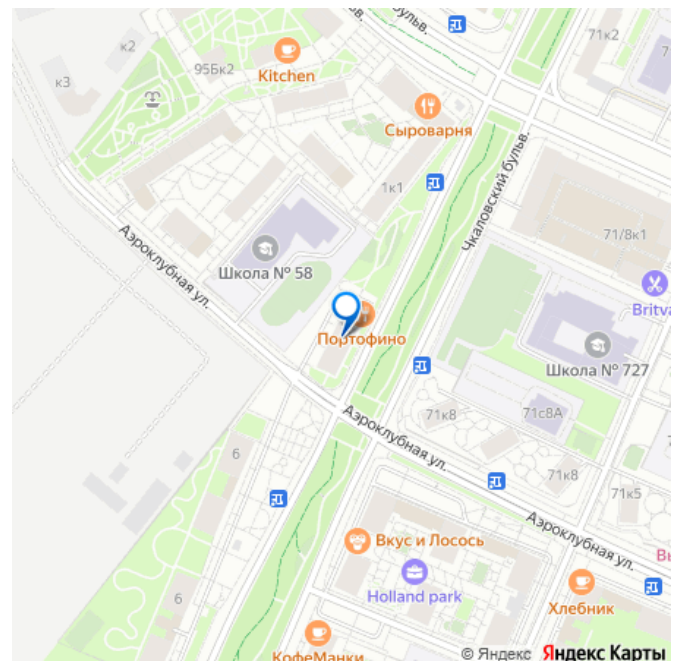 к2
95Бк2
Kitchen
к3
71к2
Сыроварня
1к1
Чкаловский бульв.
71/8к1
Аэроклубная ул.
Школа № 58
Портофино
Школа № 727
71к8
71с8А
Аэроклубная ул.
71к8
71к5
6
Вкус и Лосось
Аэроклубная ул.
Holland park
6
Хлебник
КофеМанки
© Яндекс Яндекс Карты